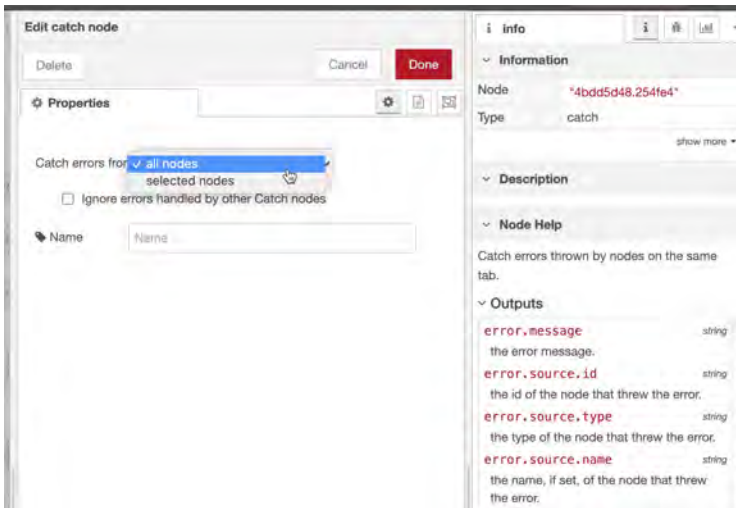 Edit catch node
Delete
Cancel
Done
Properties
Catch errors from
all nodes
selected nodes
Ignore errors handled by other Catch nodes
Name
Name
i info
i
Information
Node
"4bdd5d48.254fe4"
Type
catch
show more
Description
Node Help
Catch errors thrown by nodes on the same
tab.
Outputs
error.message
string
the error message.
error.source.id
string
the id of the node that threw the error.
error.source.type
string
the type of the node that threw the error.
error.source.name
string
the name, if set, of the node that threw
the error.